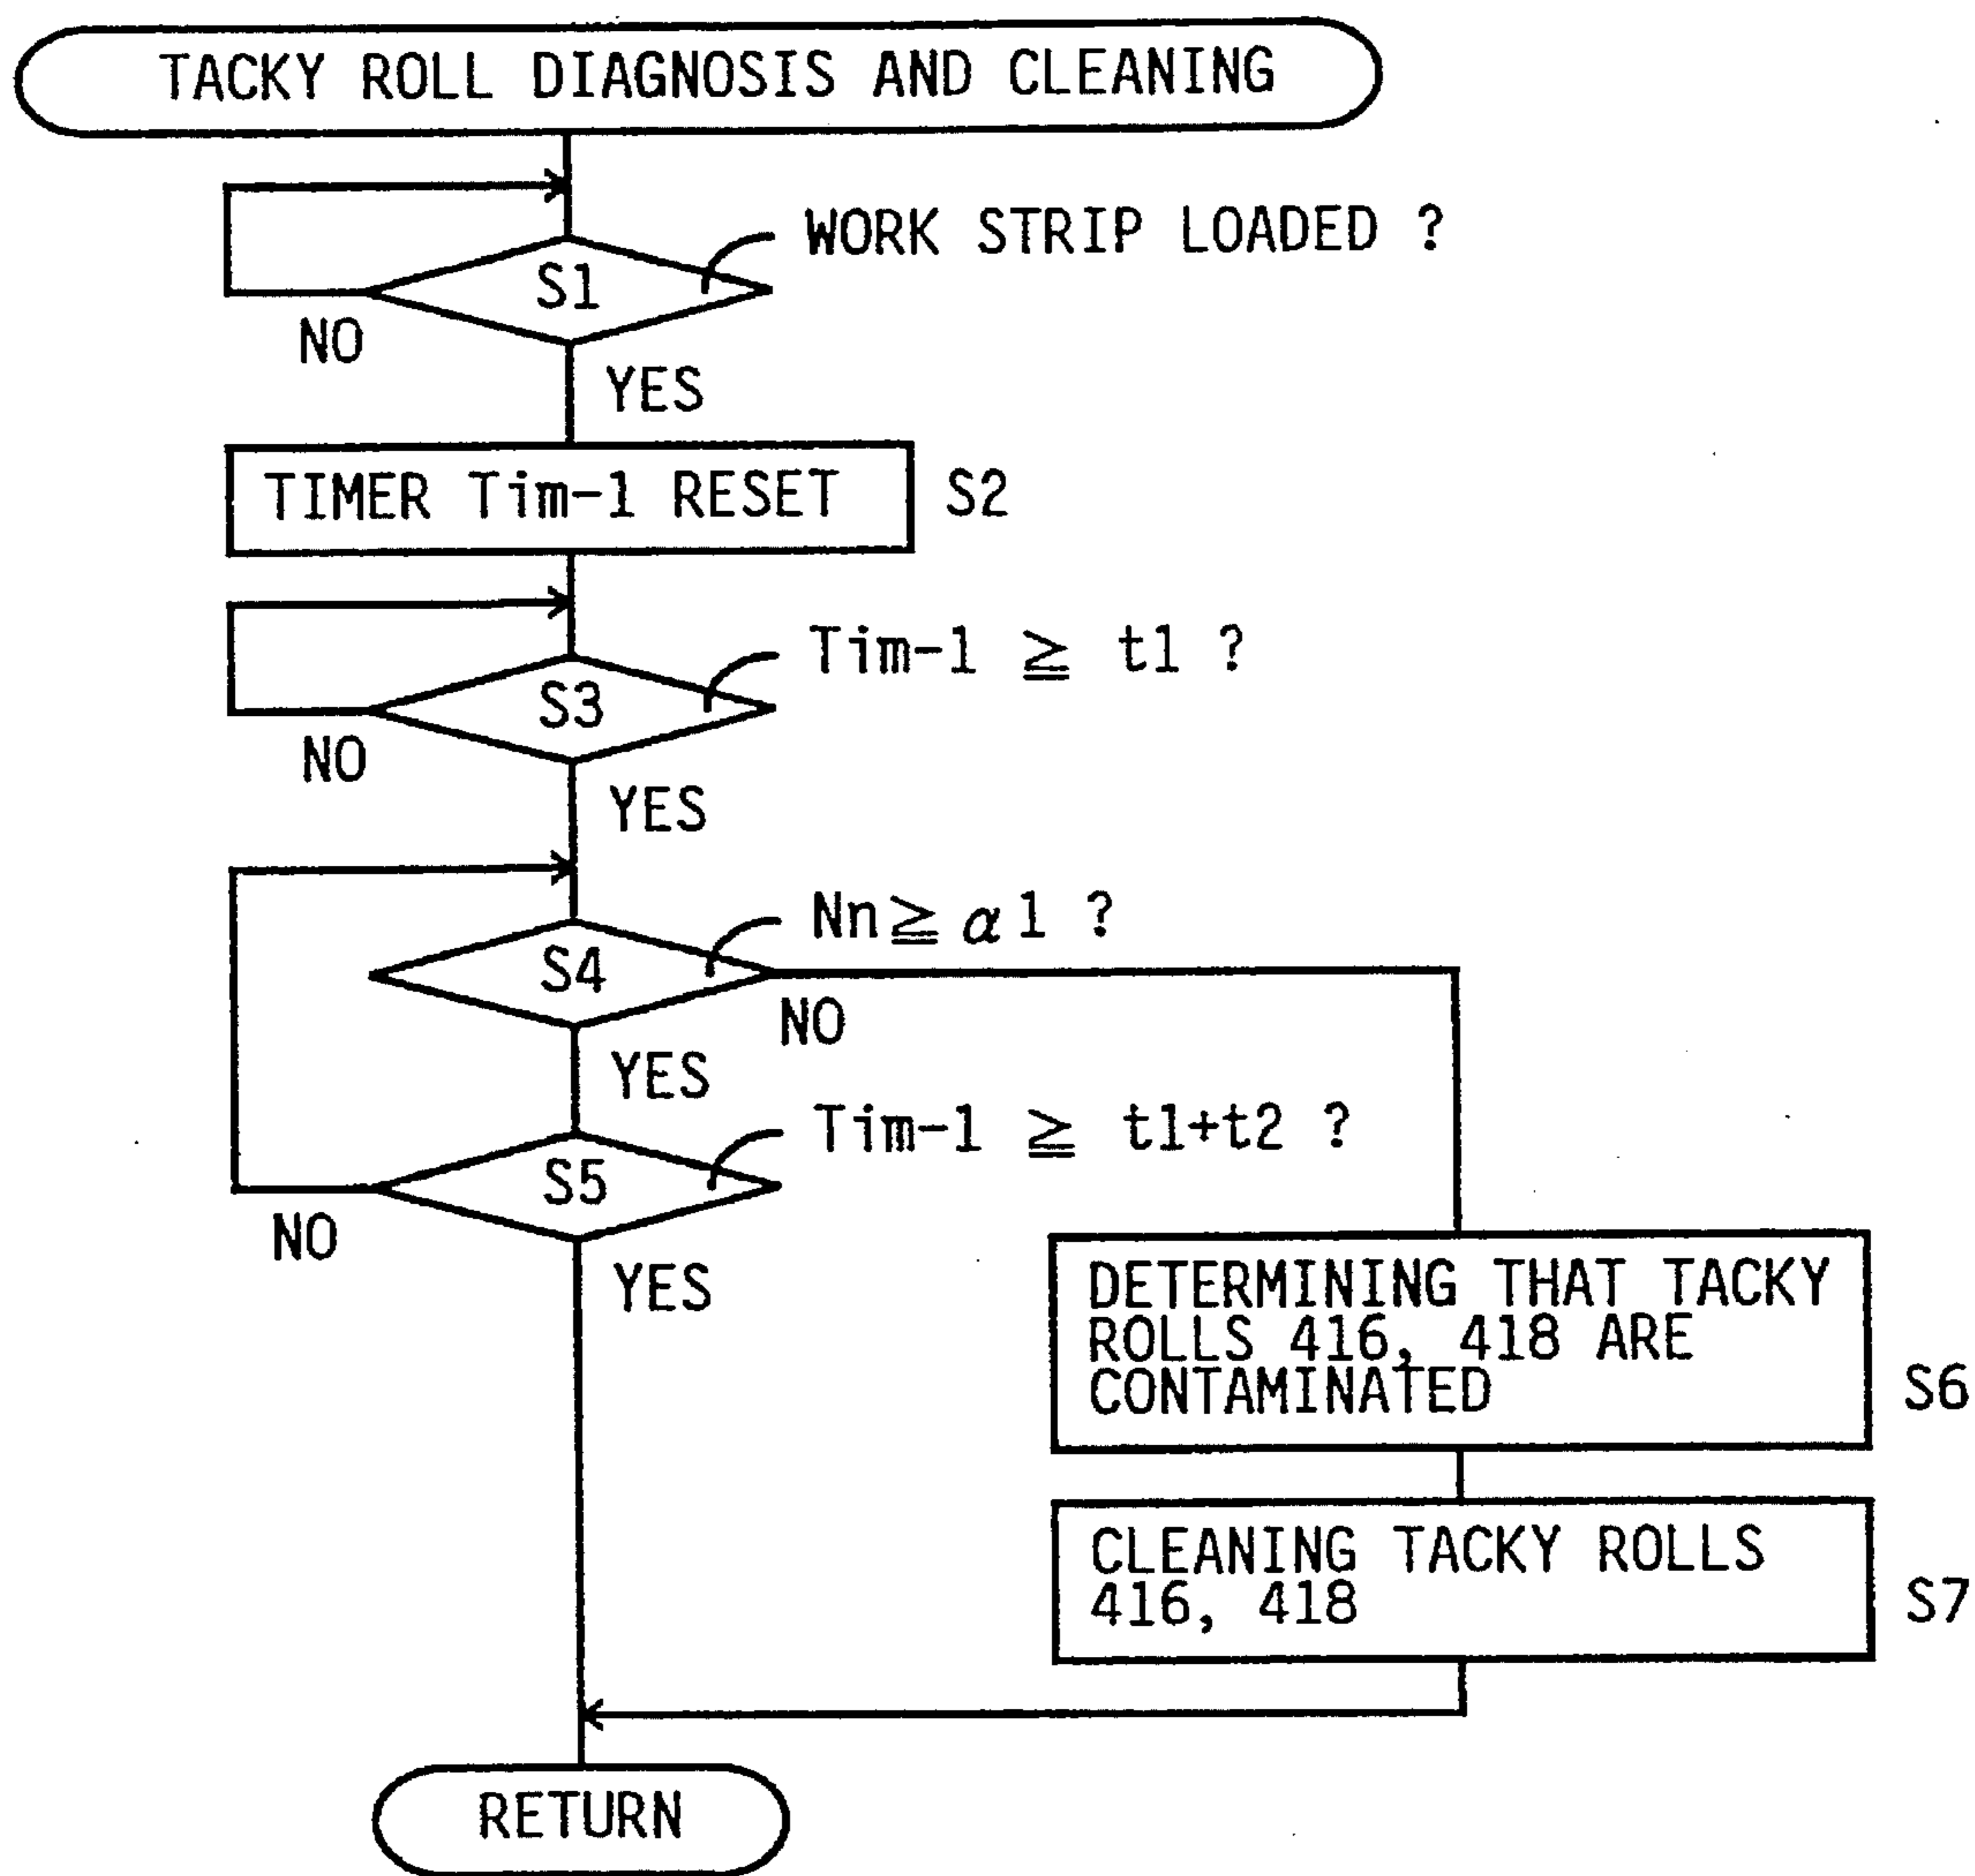 TACKY ROLL DIAGNOSIS AND CLEANING
WORK STRIP LOADED ?
S1
NO
YES
TIMER Tim-1 RESET
S2
Tim-1 ≧ t1 ?
S3
NO
YES
Nn≧ α1 ?
S4
NO
YES
Tim-1 ≧ t1+t2 ?
S5
NO
YES
DETERMINING THAT TACKY
ROLLS 416, 418 ARE
CONTAMINATED
S6
CLEANING TACKY ROLLS
416, 418
S7
RETURN